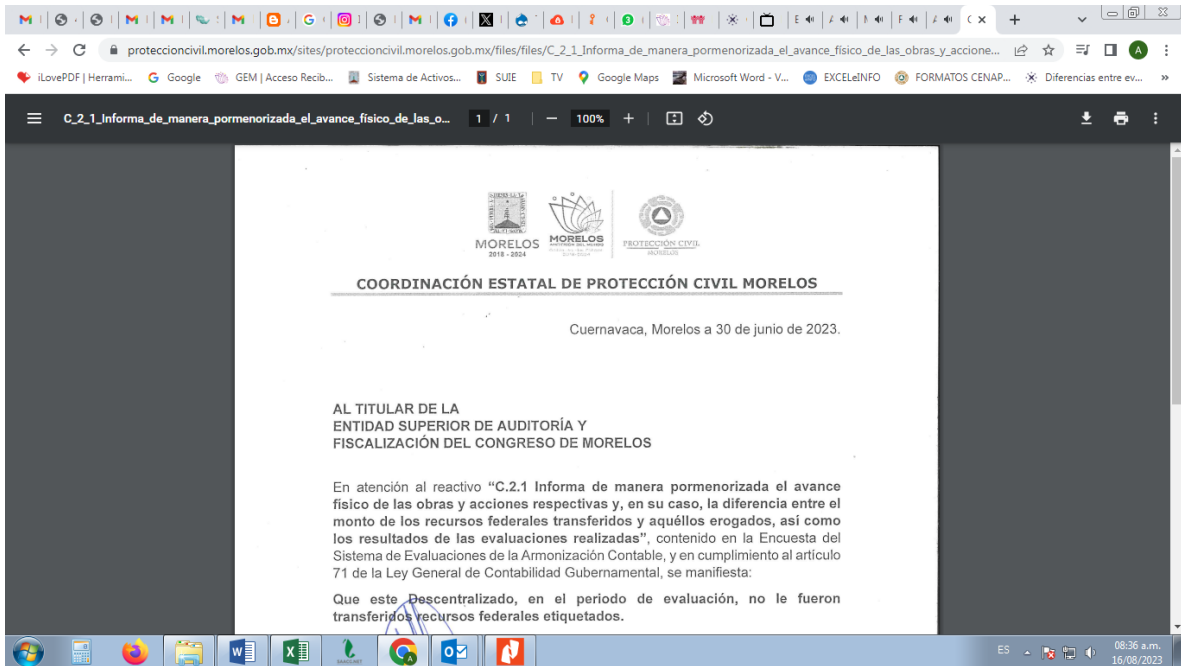 proteccioncivil.morelos.gob.mx/sites/proteccioncivil.morelos.gob.mx/files/files/C_2_1_Informa_de_manera_pormenorizada_el_avance_físico_de_las_obras_y_accione...
iLovePDF | Herrami... Google GEM | Acceso Recib... Sistema de Activos... SUIE TV Google Maps Microsoft Word - V... EXCELeINFO FORMATOS CENAP... Diferencias entre ev... »
C_2_1_Informa_de_manera_pormenorizada_el_avance_físico_de_las_o... 1 / 1 100%
MORELOS
2018 - 2024
MORELOS
2018-2024
PROTECCIÓN CIVIL
MORELOS
COORDINACIÓN ESTATAL DE PROTECCIÓN CIVIL MORELOS
Cuernavaca, Morelos a 30 de junio de 2023.
AL TITULAR DE LA
ENTIDAD SUPERIOR DE AUDITORÍA Y
FISCALIZACIÓN DEL CONGRESO DE MORELOS
En atención al reactivo “C.2.1 Informa de manera pormenorizada el avance
físico de las obras y acciones respectivas y, en su caso, la diferencia entre el
monto de los recursos federales transferidos y aquéllos erogados, así como
los resultados de las evaluaciones realizadas”, contenido en la Encuesta del
Sistema de Evaluaciones de la Armonización Contable, y en cumplimiento al artículo
71 de la Ley General de Contabilidad Gubernamental, se manifiesta:
Que este Descentralizado, en el periodo de evaluación, no le fueron
transferidos recursos federales etiquetados.
ES 08:36 a.m.
16/08/2023